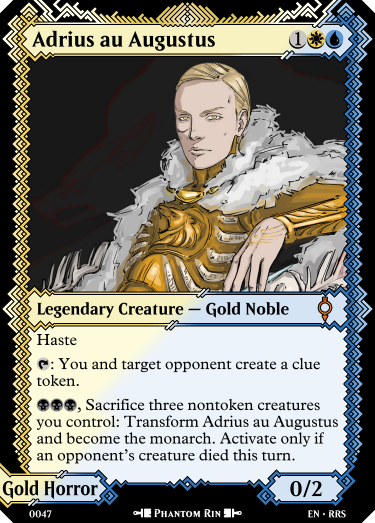 Adrius au Augustus 1
Legendary Creature — Gold Noble
Haste
: You and target opponent create a clue
token.
, Sacrifice three nontoken creatures
you control: Transform Adrius au Augustus
and become the monarch. Activate only if
an opponent's creature died this turn.
Gold Horror
0/2
0047 Phantom Rin EN • RRS